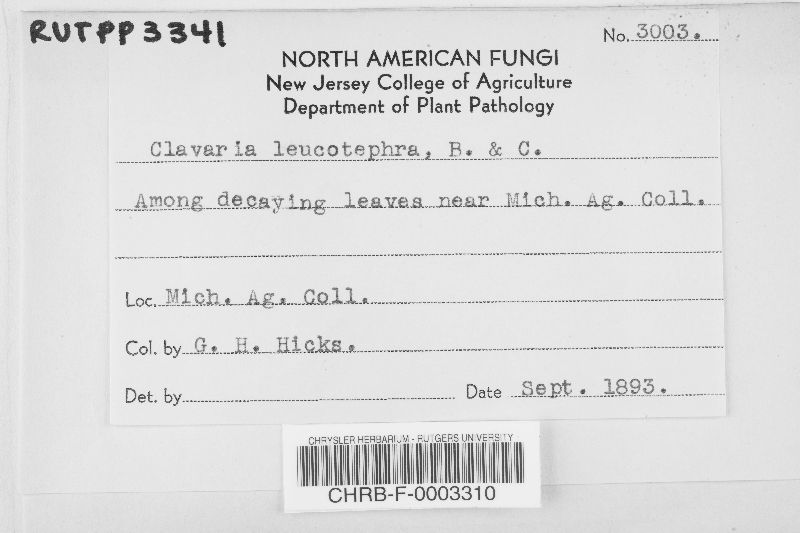 RUTPP3341
No. 3003.
NORTH AMERICAN FUNGI
New Jersey College of Agriculture
Department of Plant Pathology
Clavaria leucotephra, B. & C.
Among decaying leaves near Mich. Ag. Coll.
Loc. Mich. Ag. Coll.
Col. by G. H. Hicks.
Det. by
Date Sept. 1893.
CHRYSLER HERBARIUM - RUTGERS UNIVERSITY
CHRB-F-0003310